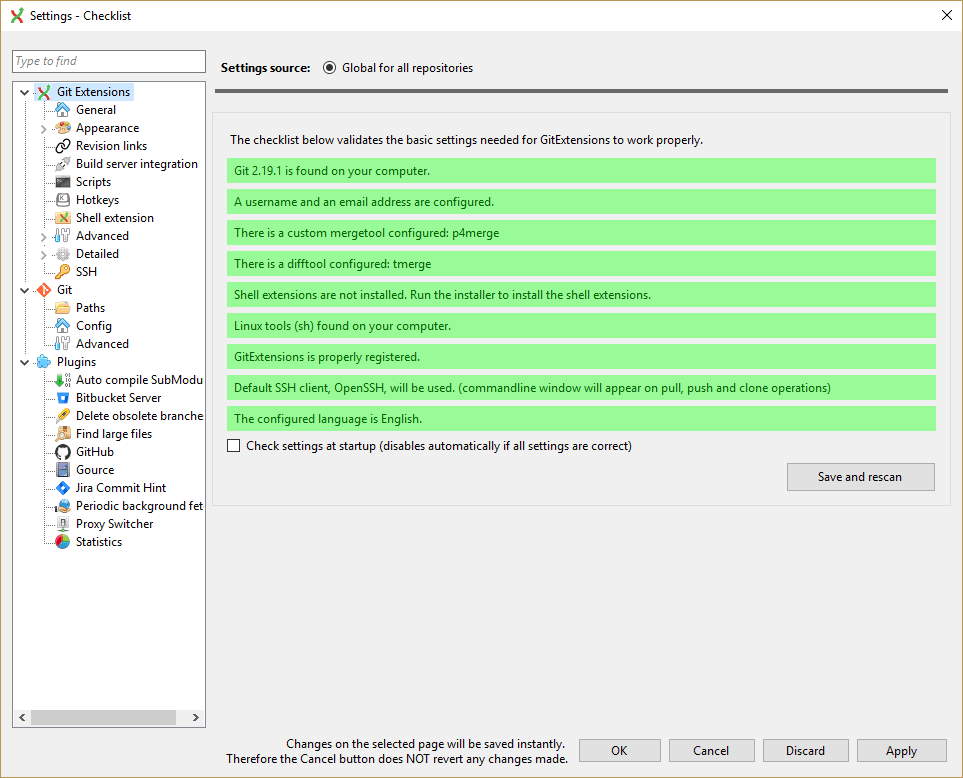 Settings - Checklist
Type to find
Settings source: Global for all repositories
Git Extensions
General
Appearance
Revision links
Build server integration
Scripts
Hotkeys
Shell extension
Advanced
Detailed
SSH
Git
Paths
Config
Advanced
Plugins
Auto compile SubModu
Bitbucket Server
Delete obsolete branche
Find large files
GitHub
Gource
Jira Commit Hint
Periodic background fet
Proxy Switcher
Statistics
The checklist below validates the basic settings needed for GitExtensions to work properly.
Git 2.19.1 is found on your computer.
A username and an email address are configured.
There is a custom mergetool configured: p4merge
There is a difftool configured: tmerge
Shell extensions are not installed. Run the installer to install the shell extensions.
Linux tools (sh) found on your computer.
GitExtensions is properly registered.
Default SSH client, OpenSSH, will be used. (commandline window will appear on pull, push and clone operations)
The configured language is English.
Check settings at startup (disables automatically if all settings are correct)
Save and rescan
Changes on the selected page will be saved instantly.
Therefore the Cancel button does NOT revert any changes made.
OK
Cancel
Discard
Apply